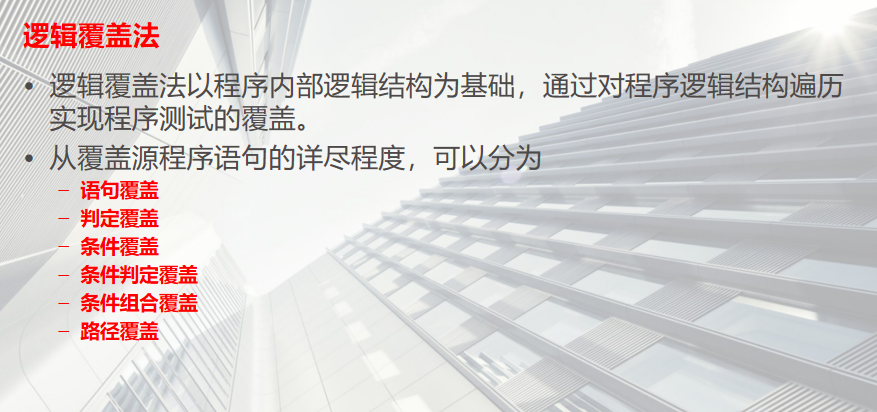 逻辑覆盖法
• 逻辑覆盖法以程序内部逻辑结构为基础，通过对程序逻辑结构遍历
实现程序测试的覆盖。
• 从覆盖源程序语句的详尽程度，可以分为
– 语句覆盖
– 判定覆盖
– 条件覆盖
– 条件判定覆盖
– 条件组合覆盖
– 路径覆盖